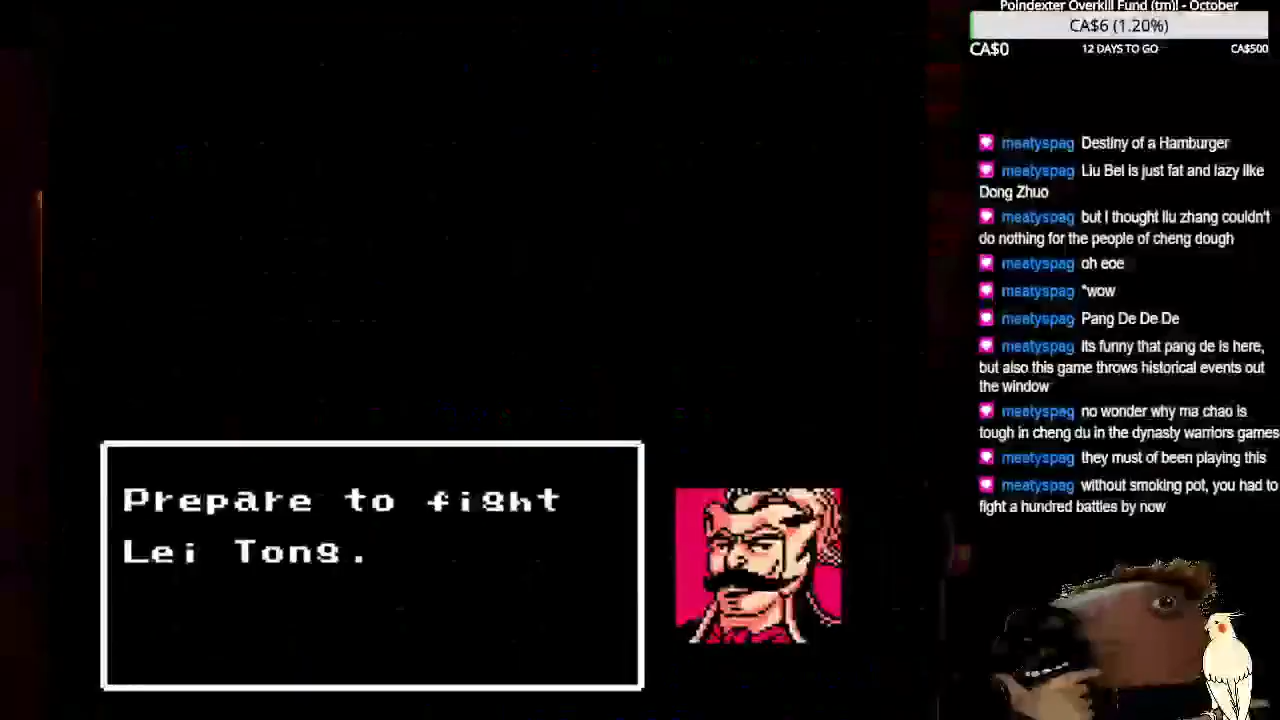 Poindexter Overkill Fund (tm)! - October
CA$6 (1.20%)
CA$0
12 DAYS TO GO
CA$500
meatyspag Destiny of a Hamburger
meatyspag Liu Bei is just fat and lazy like
Dong Zhuo
meatyspag but I thought liu zhang couldn't
do nothing for the people of cheng dough
meatyspag oh eoe
meatyspag *wow
meatyspag Pang De De De
meatyspag Its funny that pang de is here,
but also this game throws historical events out
the window
meatyspag no wonder why ma chao is
tough in cheng du in the dynasty warriors games
meatyspag they must of been playing this
meatyspag without smoking pot, you had to
fight a hundred battles by now
Prepare to fight
Lei Tong.